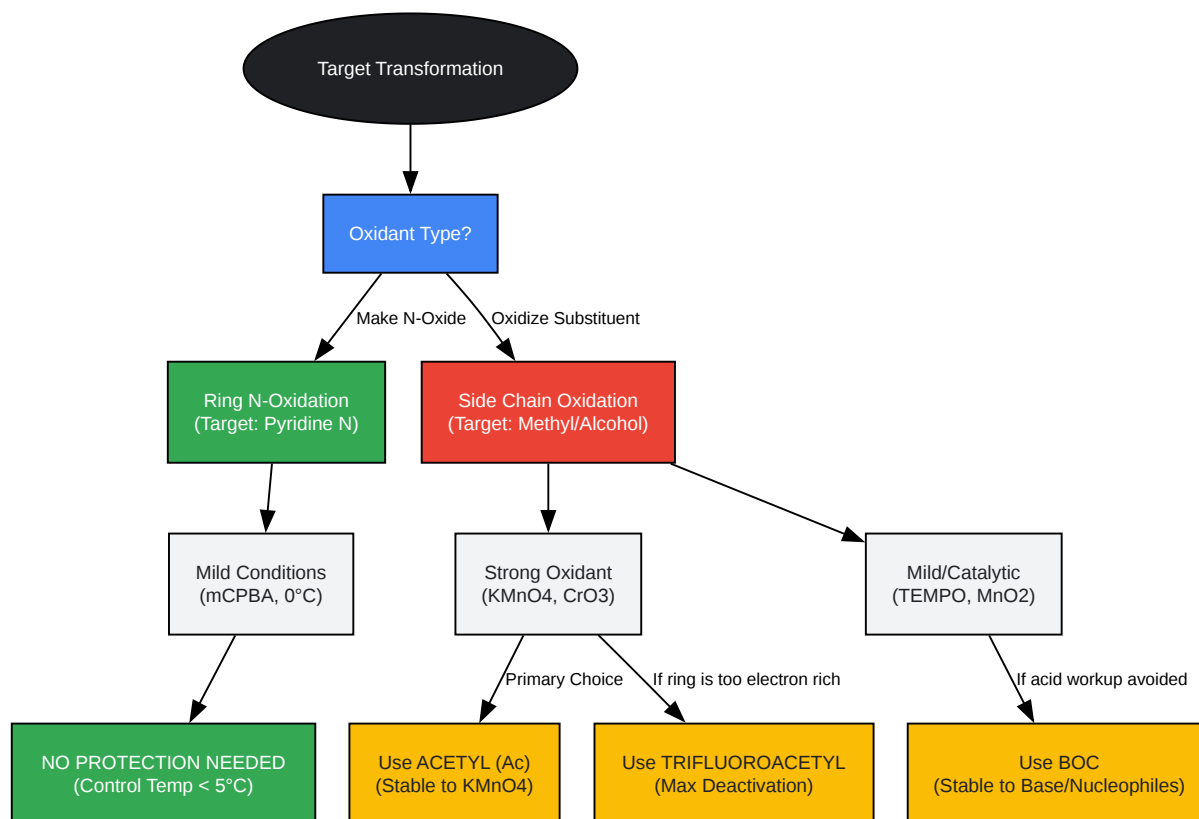 Target Transformation
Oxidant Type?
Make N-Oxide
Oxidize Substituent
Ring N-Oxidation
(Target: Pyridine N)
Side Chain Oxidation
(Target: Methyl/Alcohol)
Mild Conditions
(mCPBA, 0°C)
Strong Oxidant
(KMnO4, CrO3)
Mild/Catalytic
(TEMPO, MnO2)
Primary Choice
If ring is too electron rich
If acid workup avoided
NO PROTECTION NEEDED
(Control Temp < 5°C)
Use ACETYL (Ac)
(Stable to KMnO4)
Use TRIFLUOROACETYL
(Max Deactivation)
Use BOC
(Stable to Base/Nucleophiles)